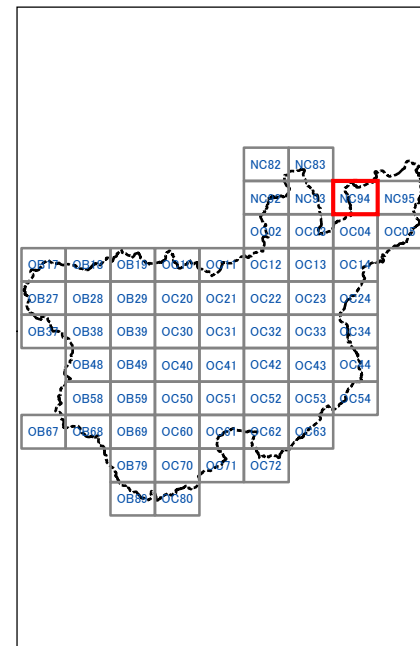 NC82 NC83
NC92 NC93 NC94 NC95
OC02 OC03 OC04 OC05
OB17 OB18 OB19 OC10 OC11 OC12 OC13 OC14
OB27 OB28 OB29 OC20 OC21 OC22 OC23 OC24
OB37 OB38 OB39 OC30 OC31 OC32 OC33 OC34
OB48 OB49 OC40 OC41 OC42 OC43 OC44
OB58 OB59 OC50 OC51 OC52 OC53 OC54
OB67 OB68 OB69 OC60 OC61 OC62 OC63
OB79 OC70 OC71 OC72
OB89 OC80